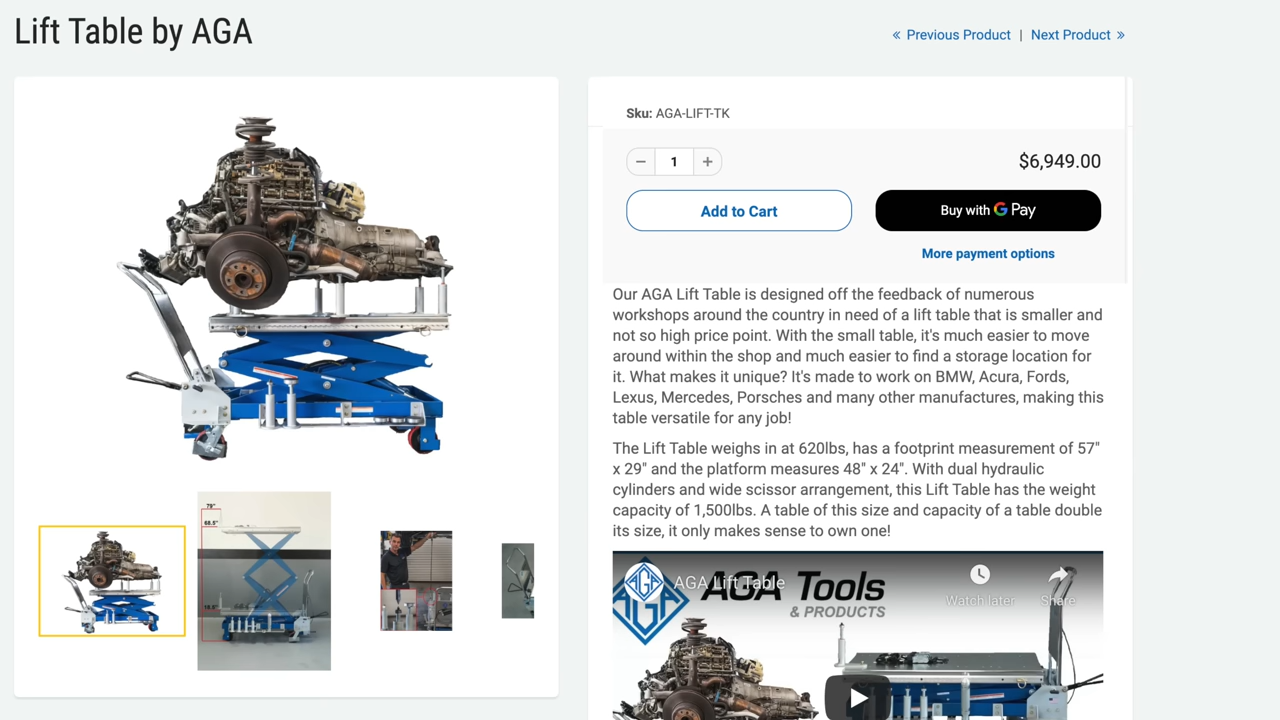 Lift Table by AGA
« Previous Product | Next Product »
Sku: AGA-LIFT-TK
− 1 +
$6,949.00
Add to Cart
Buy with G Pay
More payment options
Our AGA Lift Table is designed off the feedback of numerous
workshops around the country in need of a lift table that is smaller and
not so high price point. With the small table, it's much easier to move
around within the shop and much easier to find a storage location for
it. What makes it unique? It's made to work on BMW, Acura, Fords,
Lexus, Mercedes, Porsches and many other manufactures, making this
table versatile for any job!
The Lift Table weighs in at 620lbs, has a footprint measurement of 57"
x 29" and the platform measures 48" x 24". With dual hydraulic
cylinders and wide scissor arrangement, this Lift Table has the weight
capacity of 1,500lbs. A table of this size and capacity of a table double
its size, it only makes sense to own one!
79"
68.5"
18.5"
AGA
AGA Lift Table
AGA Tools
& PRODUCTS
AGA
Watch later
Share